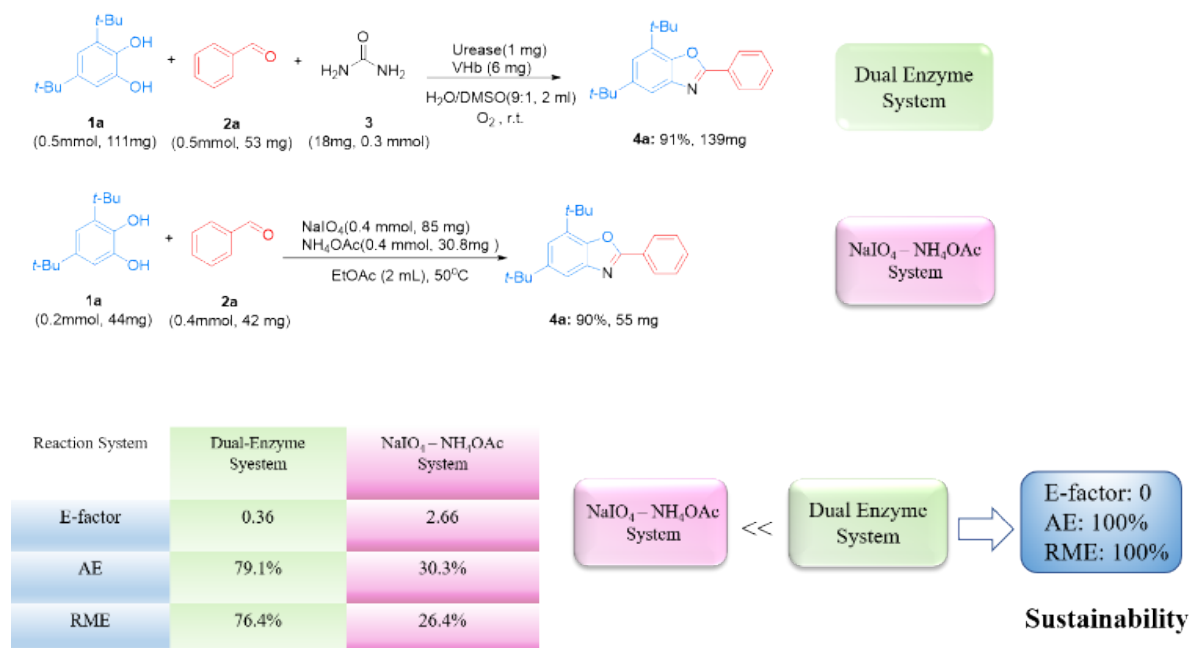 t-Bu
OH
t-Bu
OH
1a
(0.5mmol, 111mg)
+
O
2a
(0.5mmol, 53 mg)
+
O
H₂N NH₂
3
(18mg, 0.3 mmol)
Urease(1 mg)
VHb (6 mg)
H₂O/DMSO(9:1, 2 ml)
O₂ , r.t.
t-Bu
O
N
t-Bu
4a: 91%, 139mg
Dual Enzyme
System
t-Bu
OH
t-Bu
OH
1a
(0.2mmol, 44mg)
+
O
2a
(0.4mmol, 42 mg)
NaIO₄(0.4 mmol, 85 mg)
NH₄OAc(0.4 mmol, 30.8mg )
EtOAc (2 mL), 50⁰C
t-Bu
O
N
t-Bu
4a: 90%, 55 mg
NaIO₄ – NH₄OAc
System
Reaction System
Dual-Enzyme
Syestem
NaIO₄ – NH₄OAc
System
E-factor 0.36 2.66
AE 79.1% 30.3%
RME 76.4% 26.4%
NaIO₄ – NH₄OAc
System
<<
Dual Enzyme
System
E-factor: 0
AE: 100%
RME: 100%
Sustainability